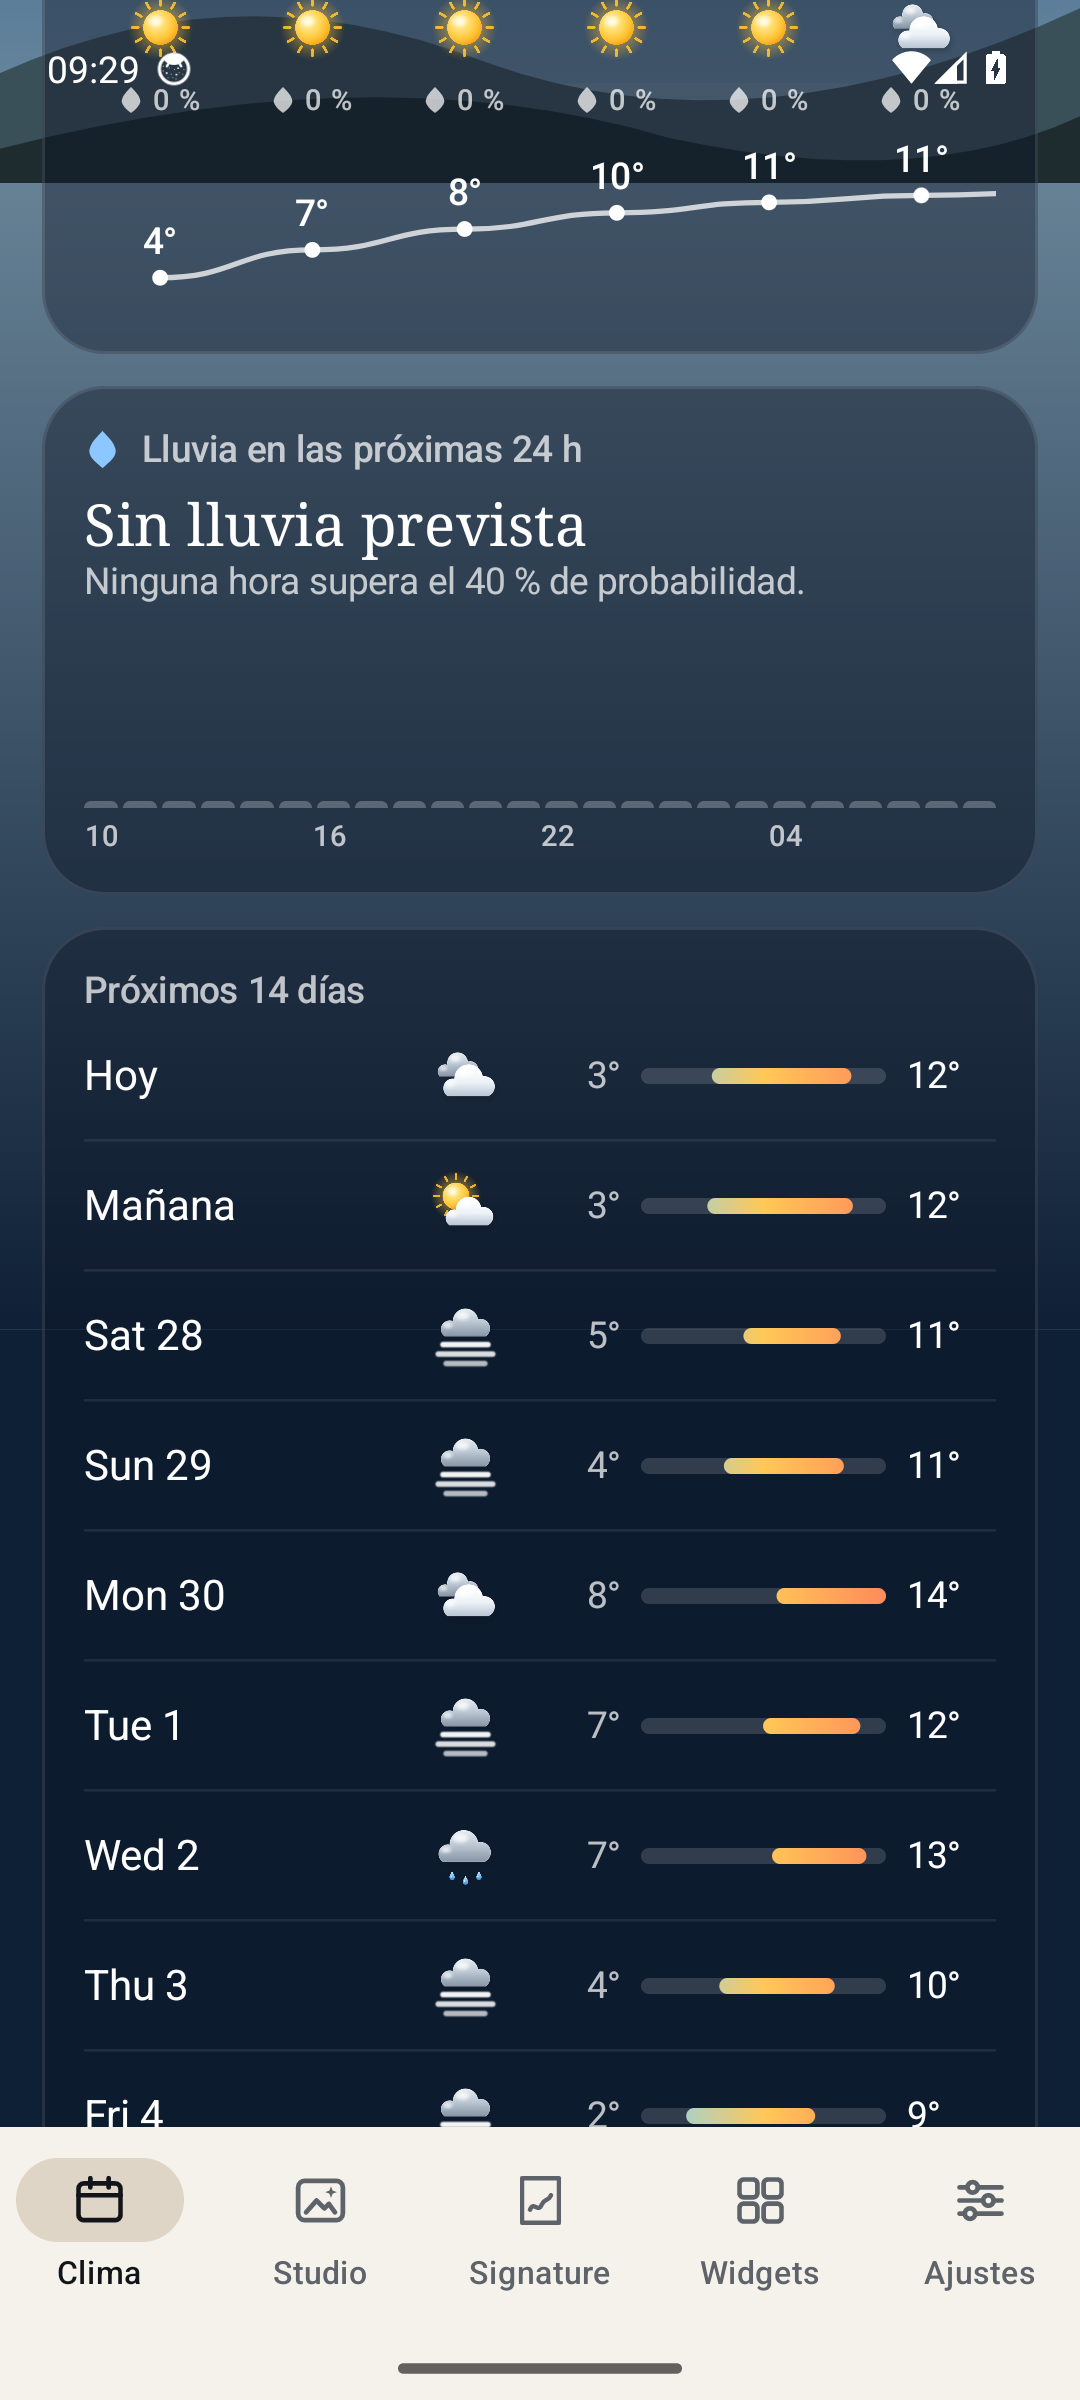 09:29
0 % 0 % 0 % 0 % 0 % 0 %
4° 7° 8° 10° 11° 11°
Lluvia en las próximas 24 h
Sin lluvia prevista
Ninguna hora supera el 40 % de probabilidad.
10 16 22 04
Próximos 14 días
Hoy 3° 12°
Mañana 3° 12°
Sat 28 5° 11°
Sun 29 4° 11°
Mon 30 8° 14°
Tue 1 7° 12°
Wed 2 7° 13°
Thu 3 4° 10°
Fri 4 2° 9°
Clima Studio Signature Widgets Ajustes